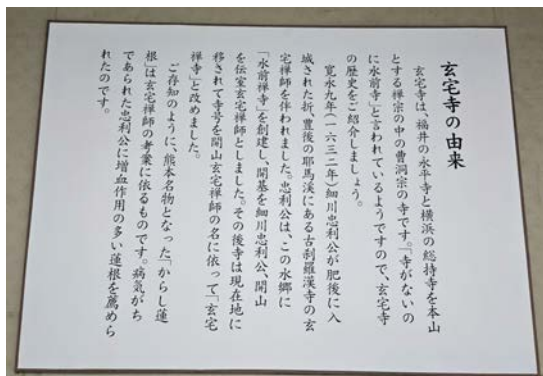 玄宅寺の由来
玄宅寺は、福井の永平寺と横浜の総持寺を本山
とする禅宗の中の曹洞宗の寺です。「寺がないの
に水前寺」と言われているようですので、玄宅寺
の歴史をご紹介しましょう。
寛永九年(一六三二年)細川忠利公が肥後に入
城された折、豊後の耶馬溪にある古刹羅漢寺の玄
宅禅師を伴われました。忠利公は、この水郷に
「水前禅寺」を創建し、開基を細川忠利公、開山
を伝室玄宅禅師としました。その後寺は現在地に
移されて寺号を開山玄宅禅師の名に依って「玄宅
禅寺」と改めました。
ご存知のように、熊本名物となった「からし蓮
根」は玄宅禅師の考案に依るものです。病気がち
であられた忠利公に増血作用の多い蓮根を薦めら
れたのです。